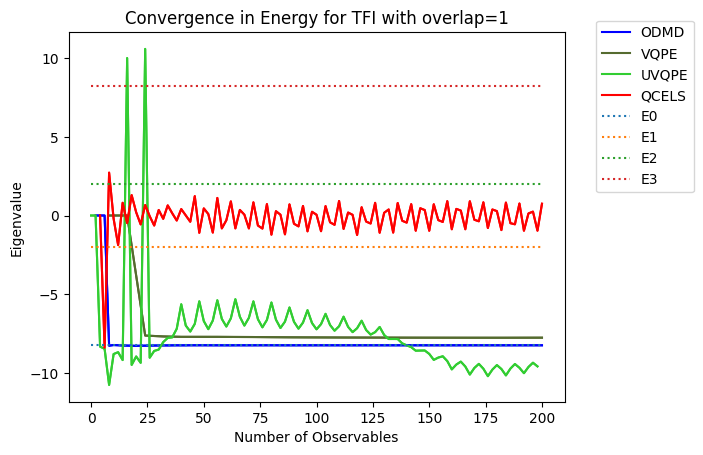 Convergence in Energy for TFI with overlap=1
Eigenvalue
10
5
0
−5
−10
0
25
50
75
100
125
150
175
200
Number of Observables
ODMD
VQPE
UVQPE
QCELS
E0
E1
E2
E3